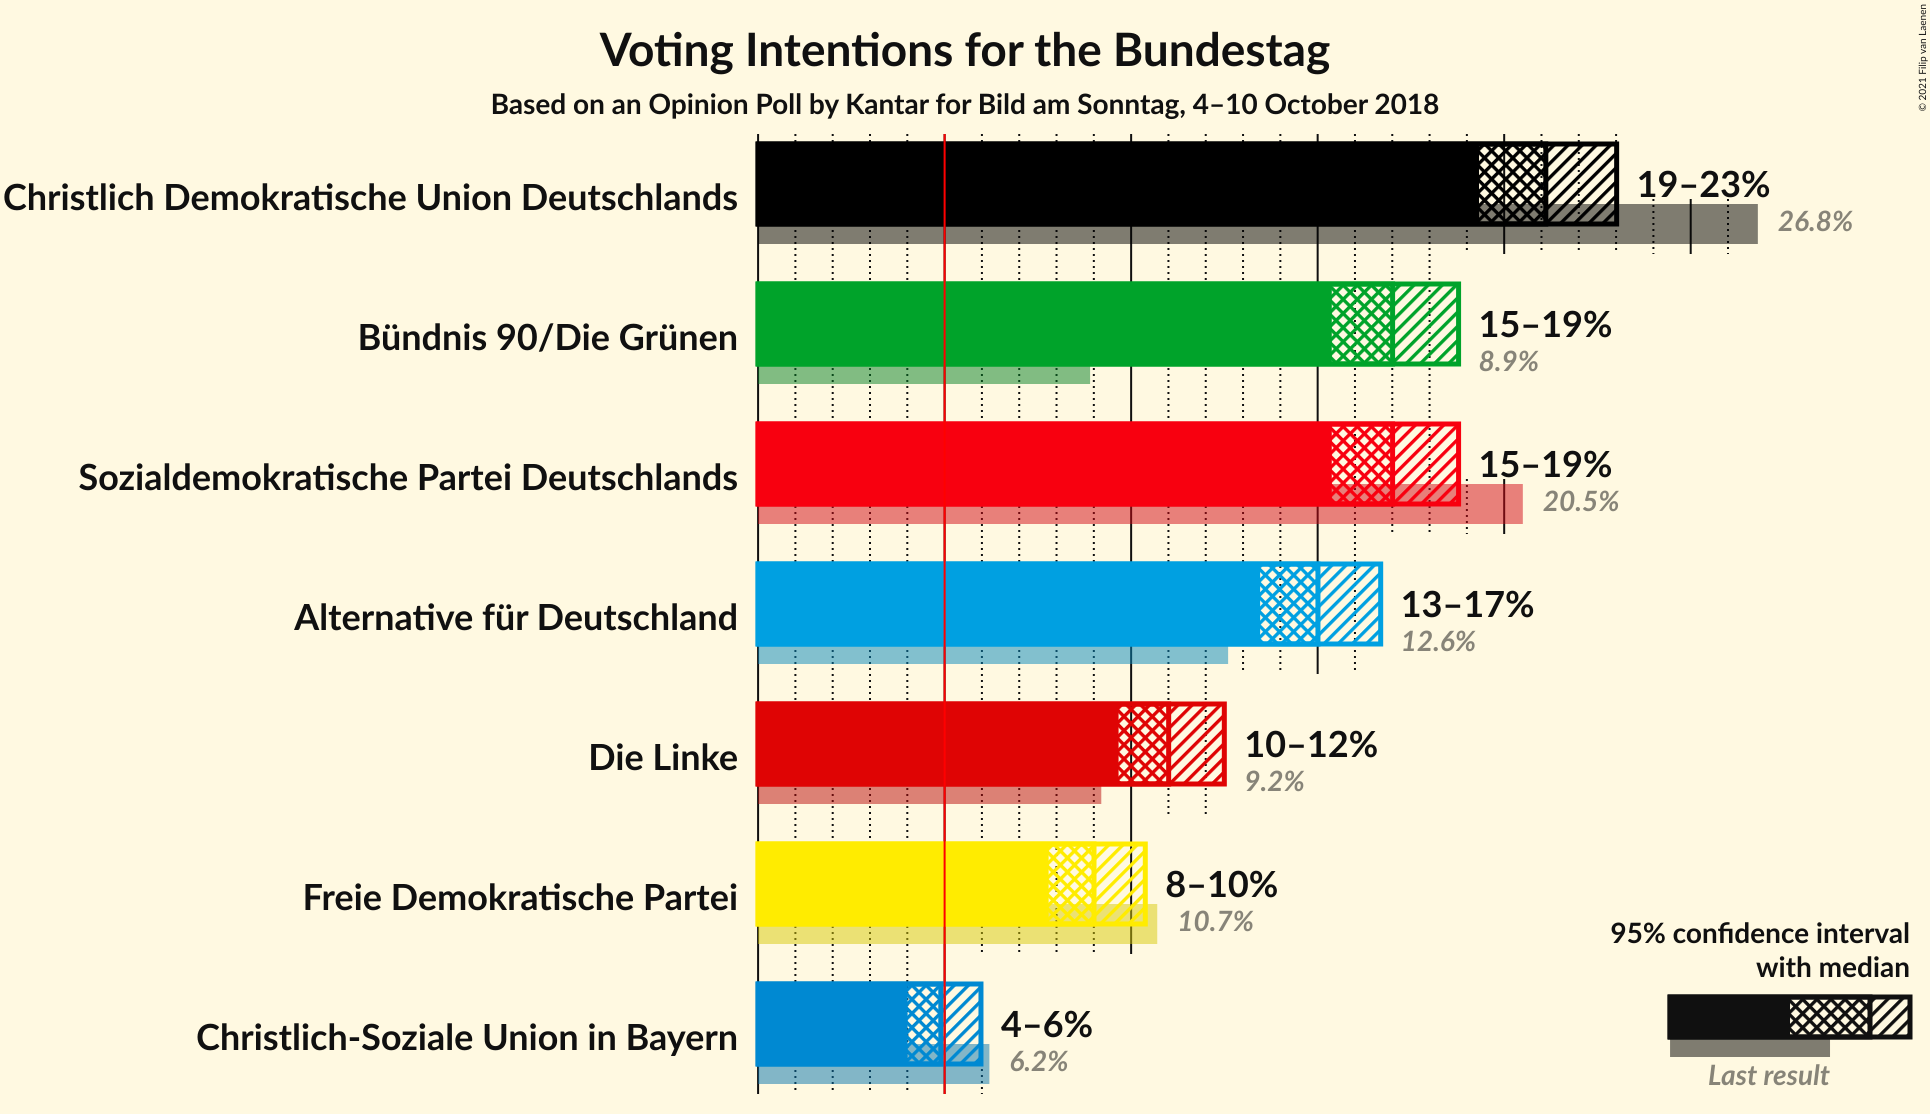 Voting Intentions for the Bundestag
Based on an Opinion Poll by Kantar for Bild am Sonntag, 4–10 October 2018
© 2021 Filip van Laenen
Christlich Demokratische Union Deutschlands
19–23%
26.8%
Bündnis 90/Die Grünen
15–19%
8.9%
Sozialdemokratische Partei Deutschlands
15–19%
20.5%
Alternative für Deutschland
13–17%
12.6%
Die Linke
10–12%
9.2%
Freie Demokratische Partei
8–10%
10.7%
Christlich-Soziale Union in Bayern
4–6%
6.2%
95% confidence interval
with median
Last result